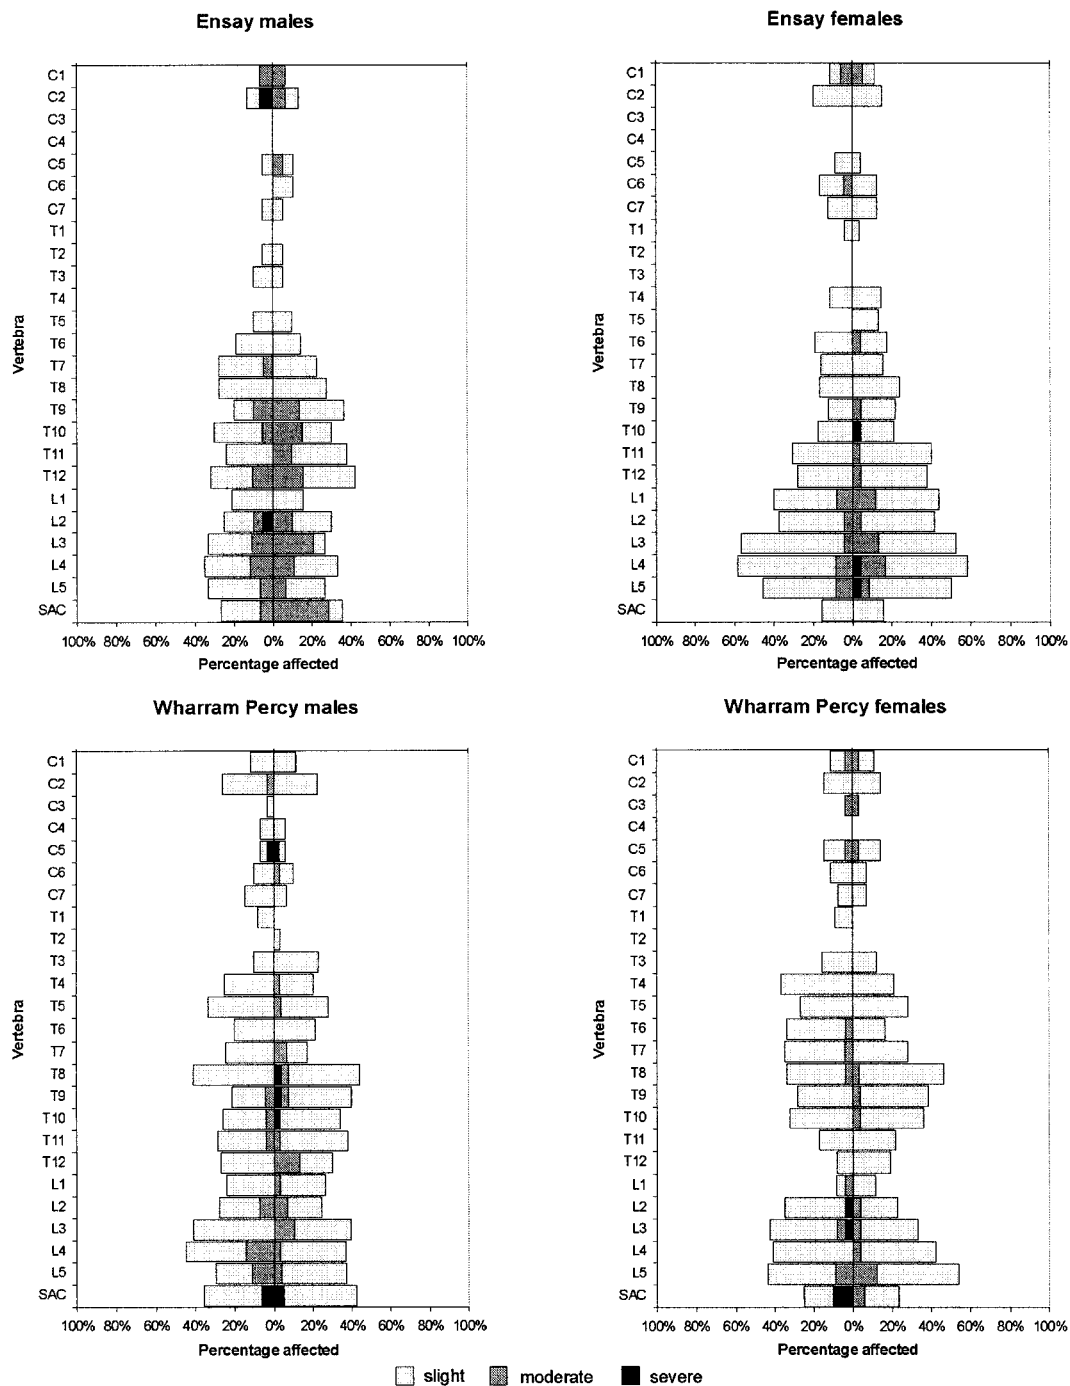 Ensay males
Vertebra
C1
C2
C3
C4
C5
C6
C7
T1
T2
T3
T4
T5
T6
T7
T8
T9
T10
T11
T12
L1
L2
L3
L4
L5
SAC
100% 80% 60% 40% 20% 0% 20% 40% 60% 80% 100%
Percentage affected
Ensay females
Vertebra
C1
C2
C3
C4
C5
C6
C7
T1
T2
T3
T4
T5
T6
T7
T8
T9
T10
T11
T12
L1
L2
L3
L4
L5
SAC
100% 80% 60% 40% 20% 0% 20% 40% 60% 80% 100%
Percentage affected
Wharram Percy males
Vertebra
C1
C2
C3
C4
C5
C6
C7
T1
T2
T3
T4
T5
T6
T7
T8
T9
T10
T11
T12
L1
L2
L3
L4
L5
SAC
100% 80% 60% 40% 20% 0% 20% 40% 60% 80% 100%
Percentage affected
Wharram Percy females
Vertebra
C1
C2
C3
C4
C5
C6
C7
T1
T2
T3
T4
T5
T6
T7
T8
T9
T10
T11
T12
L1
L2
L3
L4
L5
SAC
100% 80% 60% 40% 20% 0% 20% 40% 60% 80% 100%
Percentage affected
slight moderate severe